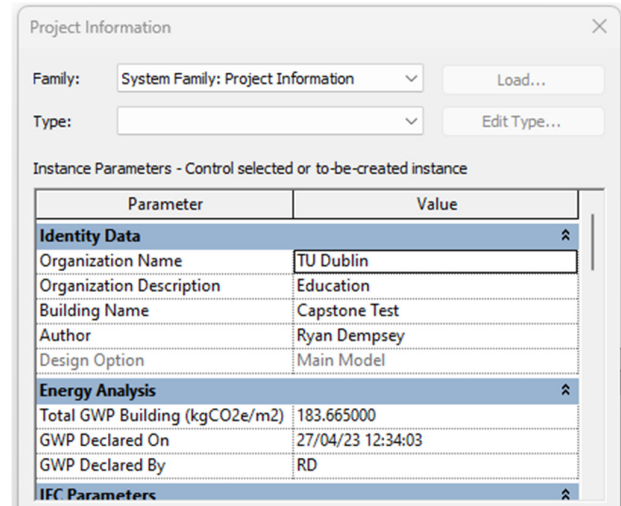 Project Information
Family: System Family: Project Information Load...
Type: Edit Type...
Instance Parameters - Control selected or to-be-created instance
Parameter Value
Identity Data
Organization Name TU Dublin
Organization Description Education
Building Name Capstone Test
Author Ryan Dempsey
Design Option Main Model
Energy Analysis
Total GWP Building (kgCO2e/m2) 183.665000
GWP Declared On 27/04/23 12:34:03
GWP Declared By RD
IFC Parameters